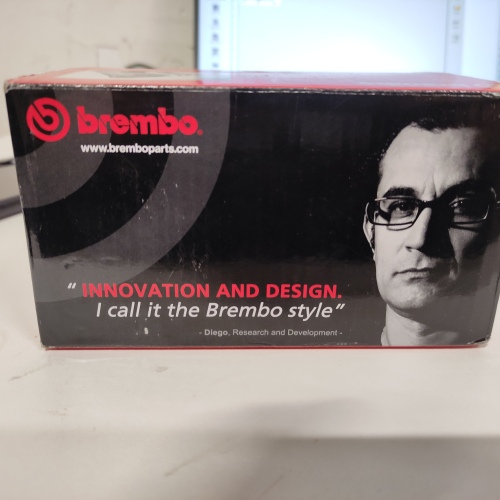 brembo.
www.bremboparts.com
“ INNOVATION AND DESIGN.
I call it the Brembo style”
- Diego, Research and Development -